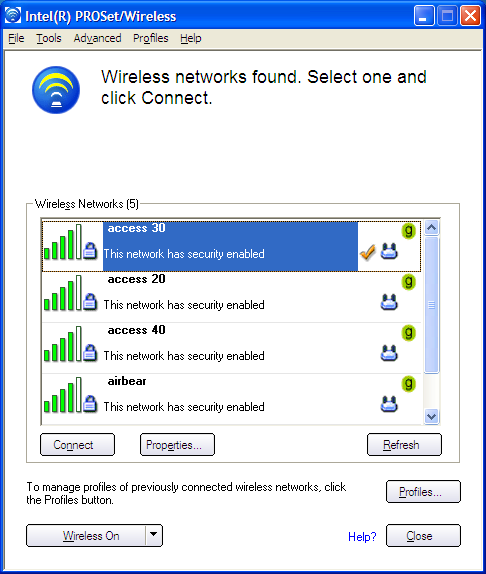 Intel(R) PROSet/Wireless
File Tools Advanced Profiles Help
Wireless networks found. Select one and
click Connect.
Wireless Networks (5)
access 30
g
This network has security enabled
access 20
g
This network has security enabled
access 40
g
This network has security enabled
airbear
g
This network has security enabled
Connect Properties... Refresh
To manage profiles of previously connected wireless networks, click
the Profiles button.
Profiles...
Wireless On Help? Close